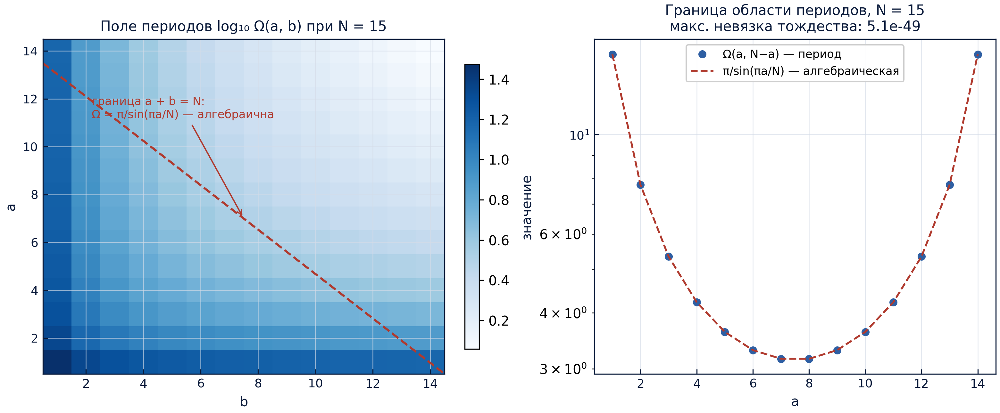 Поле периодов log₁₀ Ω(a, b) при N = 15
14
12
10
8
6
4
2
a
граница a + b = N:
Ω = π/sin(πa/N) — алгебраична
2 4 6 8 10 12 14
b
1.4
1.2
1.0
0.8
0.6
0.4
0.2
Граница области периодов, N = 15
макс. невязка тождества: 5.1e-49
Ω(a, N−a) — период
π/sin(πa/N) — алгебраическая
значение
10¹
6 × 10⁰
4 × 10⁰
3 × 10⁰
2 4 6 8 10 12 14
a